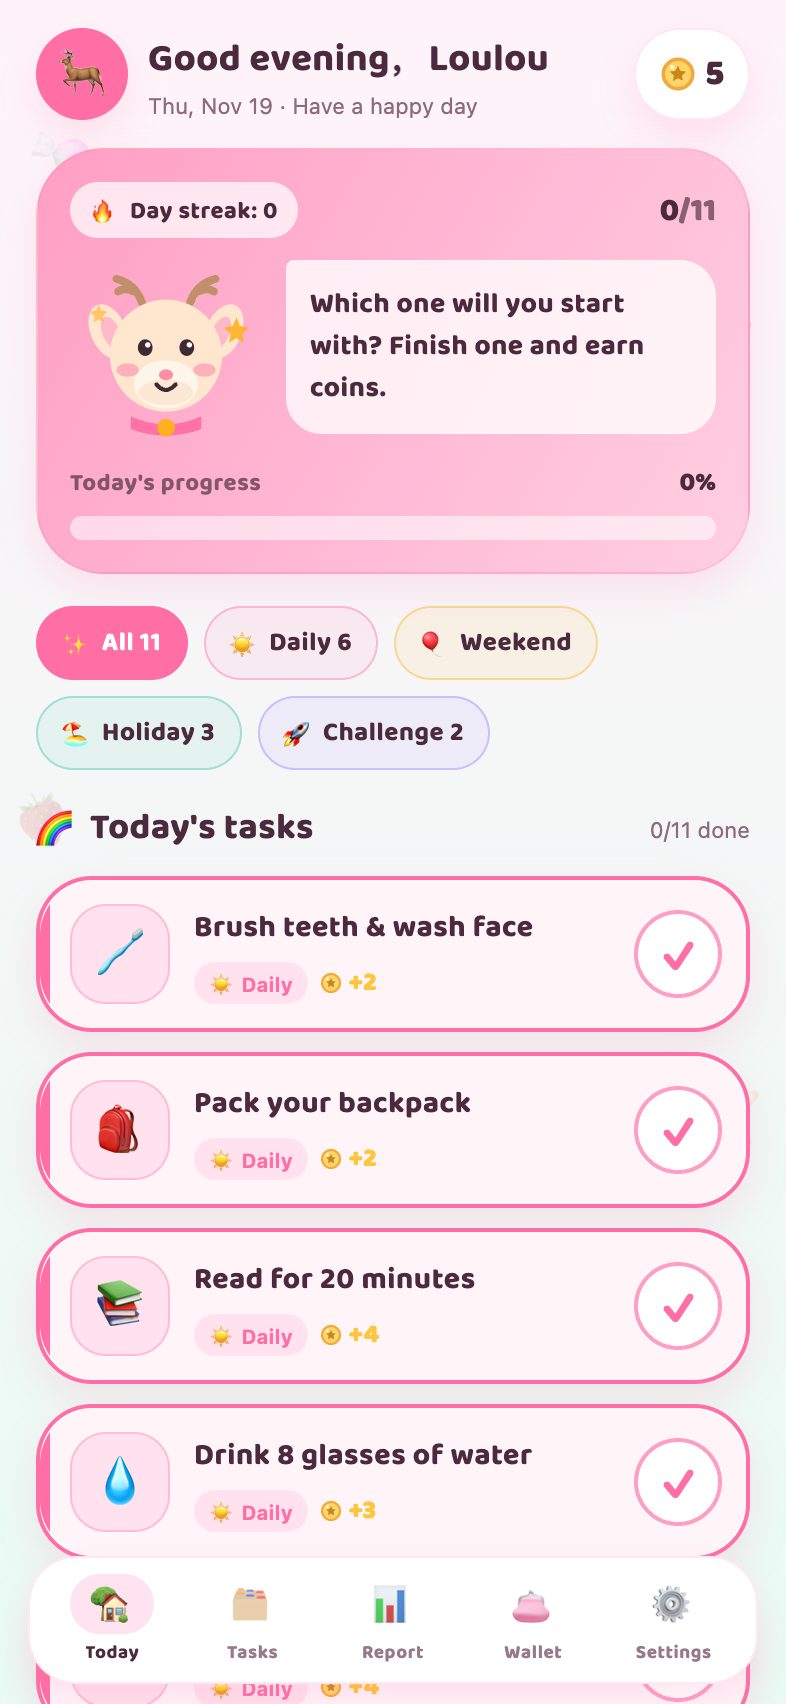 Good evening, Loulou
5
Thu, Nov 19 · Have a happy day
Day streak: 0
0/11
Which one will you start
with? Finish one and earn
coins.
Today's progress
0%
All 11
Daily 6
Weekend
Holiday 3
Challenge 2
Today's tasks
0/11 done
Brush teeth & wash face
Daily
+2
Pack your backpack
Daily
+2
Read for 20 minutes
Daily
+4
Drink 8 glasses of water
Daily
+3
Today
Tasks
Report
Wallet
Settings
Daily
+4